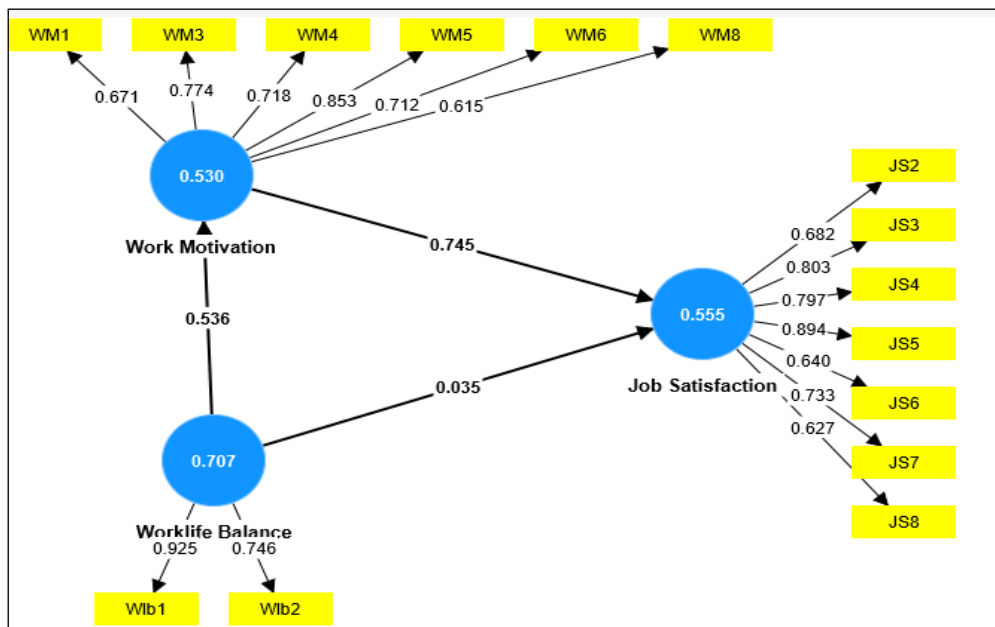 WM1 WM3 WM4 WM5 WM6 WM8
0.671 0.774 0.718 0.853 0.712 0.615
0.530
Work Motivation
JS2
JS3
JS4
JS5
JS6
JS7
JS8
0.682
0.803
0.797
0.894
0.640
0.733
0.627
0.745
0.555
Job Satisfaction
0.536
0.035
0.707
Worklife Balance
0.925 0.746
Wlb1 Wlb2